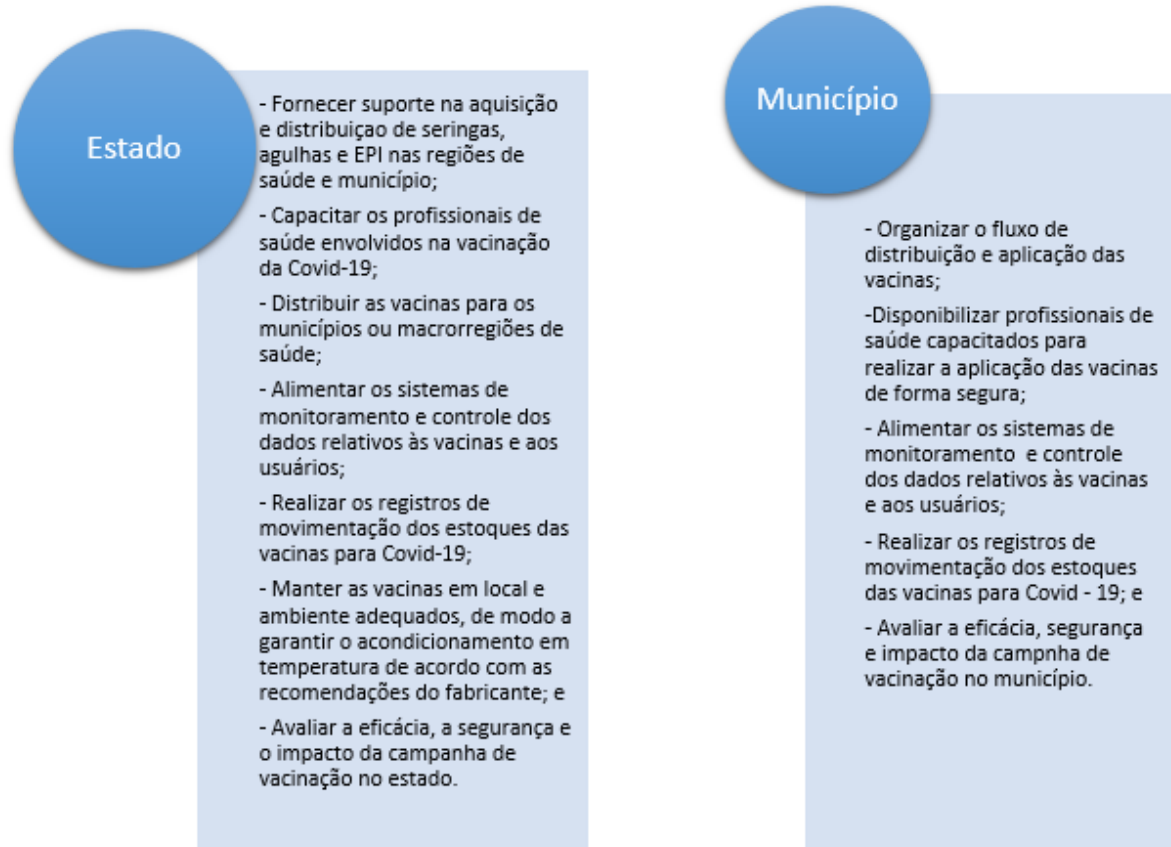 Estado
- Fornecer suporte na aquisição
e distribuiçao de seringas,
agulhas e EPI nas regiões de
saúde e município;
- Capacitar os profissionais de
saúde envolvidos na vacinação
da Covid-19;
- Distribuir as vacinas para os
municípios ou macrorregiões de
saúde;
- Alimentar os sistemas de
monitoramento e controle dos
dados relativos às vacinas e aos
usuários;
- Realizar os registros de
movimentação dos estoques das
vacinas para Covid-19;
- Manter as vacinas em local e
ambiente adequados, de modo a
garantir o acondicionamento em
temperatura de acordo com as
recomendações do fabricante; e
- Avaliar a eficácia, a segurança e
o impacto da campanha de
vacinação no estado.
Município
- Organizar o fluxo de
distribuição e aplicação das
vacinas;
-Disponibilizar profissionais de
saúde capacitados para
realizar a aplicação das vacinas
de forma segura;
- Alimentar os sistemas de
monitoramento  e controle
dos dados relativos às vacinas
e aos usuários;
- Realizar os registros de
movimentação dos estoques
das vacinas para Covid - 19; e
- Avaliar a eficácia, segurança
e impacto da campnha de
vacinação no município.